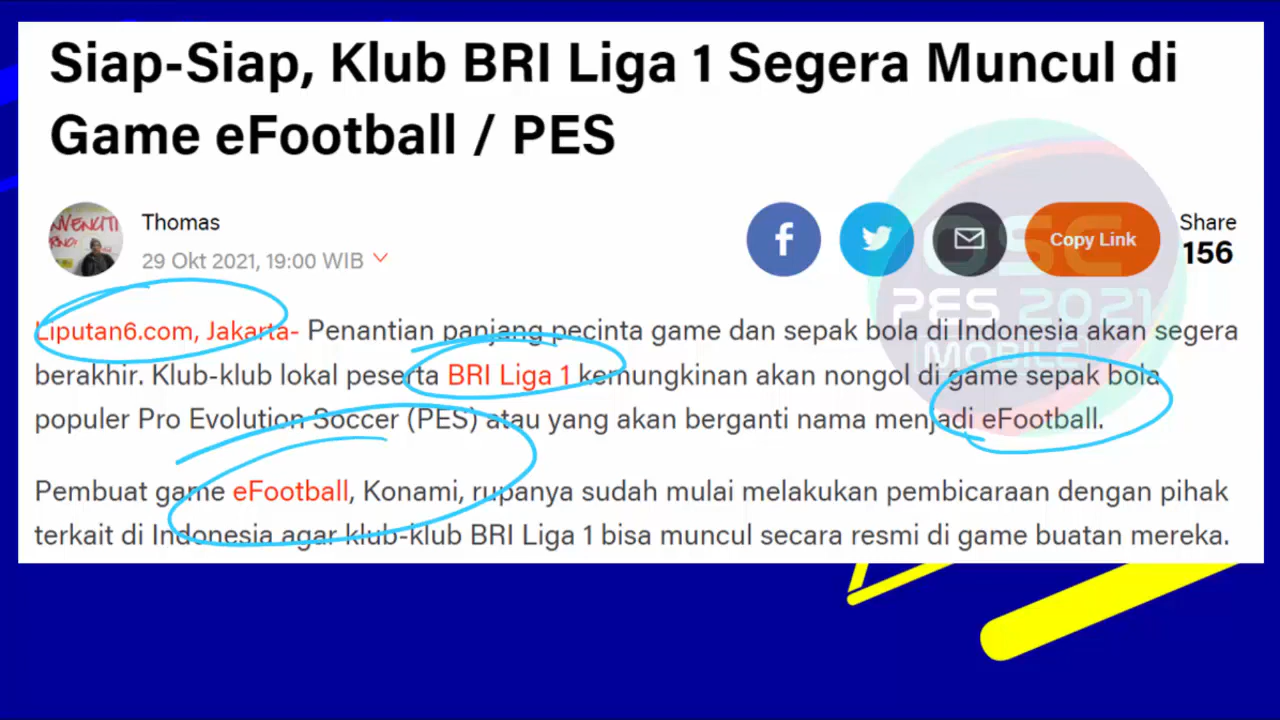 Siap-Siap, Klub BRI Liga 1 Segera Muncul di
Game eFootball / PES
Thomas
29 Okt 2021, 19:00 WIB
Copy Link
Share
156
OSC
PES 2021
MOBILE
Liputan6.com, Jakarta- Penantian panjang pecinta game dan sepak bola di Indonesia akan segera
berakhir. Klub-klub lokal peserta BRI Liga 1 kemungkinan akan nongol di game sepak bola
populer Pro Evolution Soccer (PES) atau yang akan berganti nama menjadi eFootball.
Pembuat game eFootball, Konami, rupanya sudah mulai melakukan pembicaraan dengan pihak
terkait di Indonesia agar klub-klub BRI Liga 1 bisa muncul secara resmi di game buatan mereka.